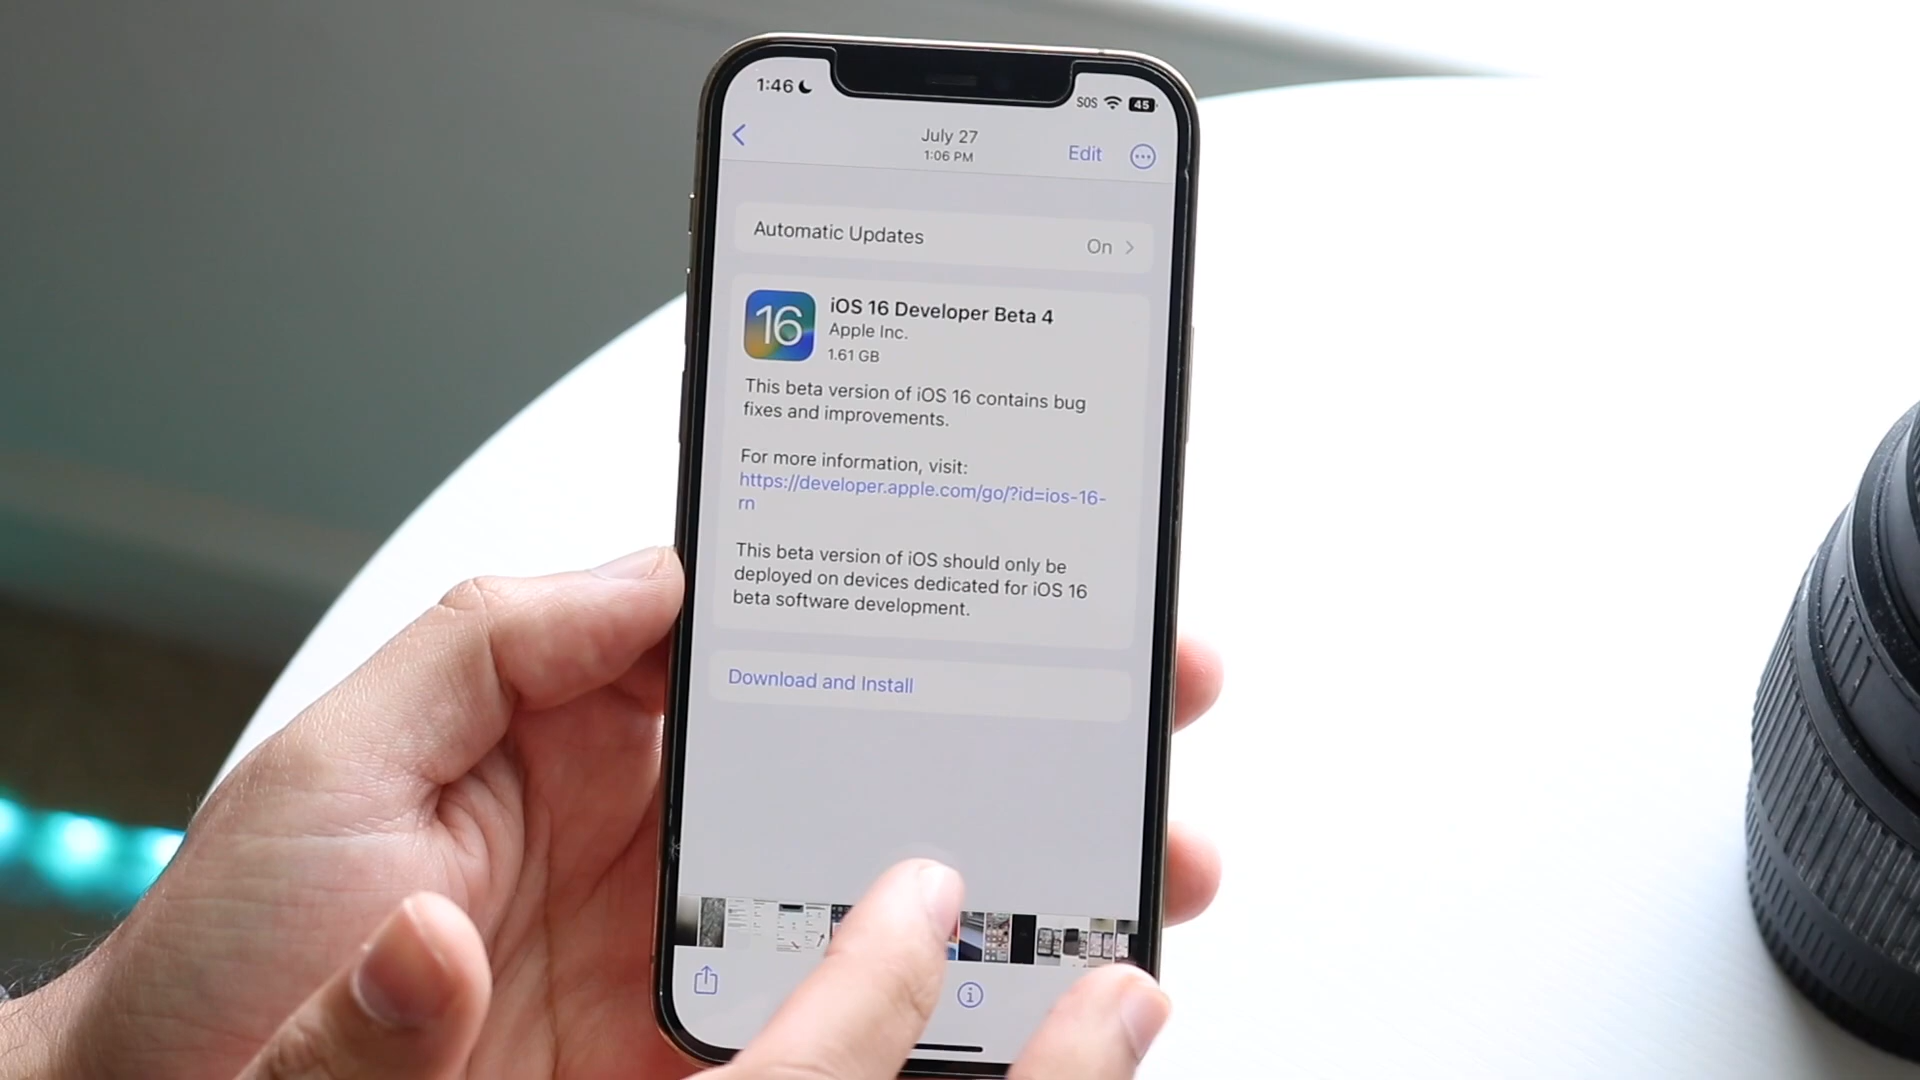 1:46
SOS 45
July 27
1:06 PM
Edit
Automatic Updates
On
16
iOS 16 Developer Beta 4
Apple Inc.
1.61 GB
This beta version of iOS 16 contains bug
fixes and improvements.
For more information, visit:
https://developer.apple.com/go/?id=ios-16-
rn
This beta version of iOS should only be
deployed on devices dedicated for iOS 16
beta software development.
Download and Install